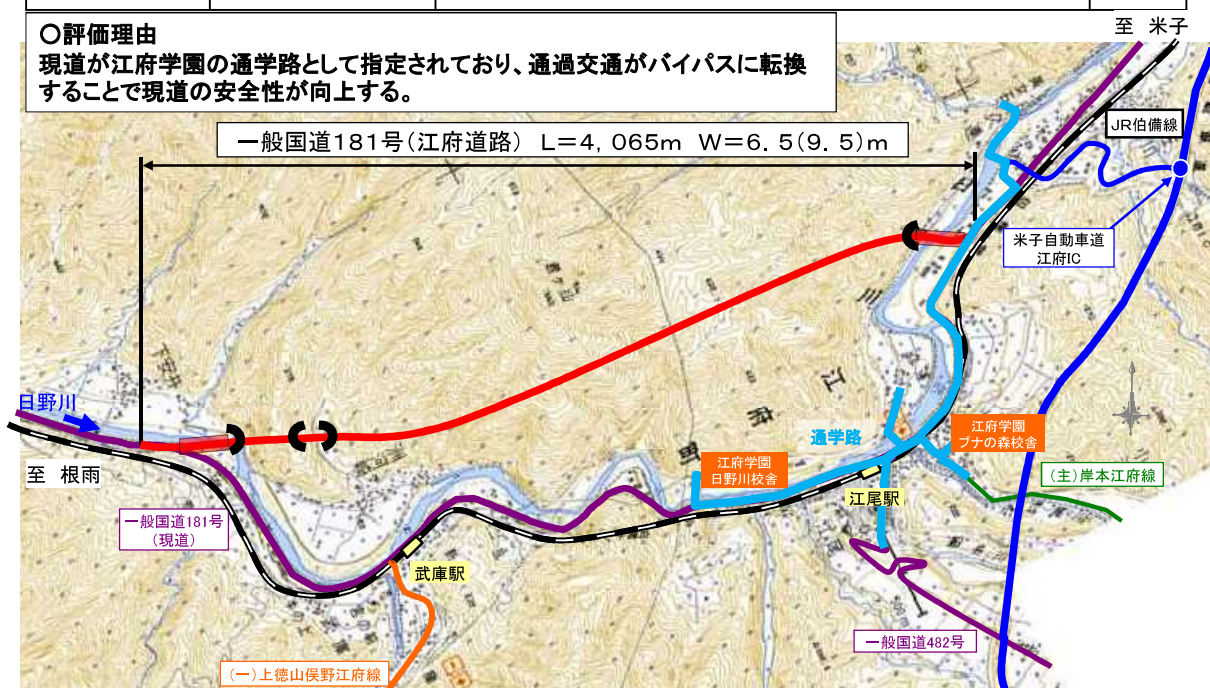 至 米子
○評価理由
現道が江府学園の通学路として指定されており、通過交通がバイパスに転換
することで現道の安全性が向上する。
一般国道181号(江府道路) L=4,065m W=6.5(9.5)m
JR伯備線
米子自動車道
江府IC
下安井
日野川
江府町
通学路
江府学園
ブナの森校舎
江府学園
日野川校舎
(主)岸本江府線
至 根雨
江尾駅
一般国道181号
(現道)
武庫駅
一般国道482号
(一)上徳山俣野江府線